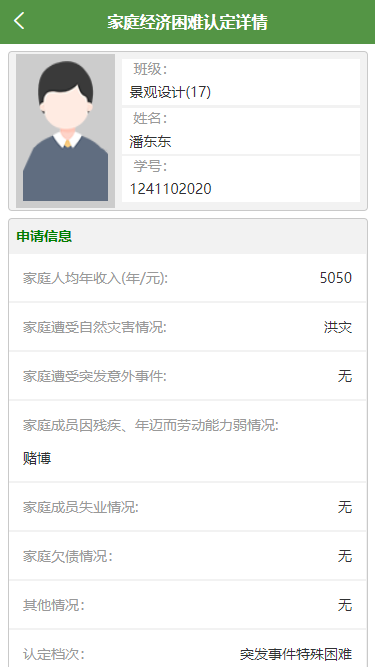 家庭经济困难认定详情
班级：
景观设计(17)
姓名：
潘东东
学号：
1241102020
申请信息
家庭人均年收入(年/元): 5050
家庭遭受自然灾害情况: 洪灾
家庭遭受突发意外事件: 无
家庭成员因残疾、年迈而劳动能力弱情况:
赌博
家庭成员失业情况: 无
家庭欠债情况： 无
其他情况： 无
认定档次： 突发事件特殊困难